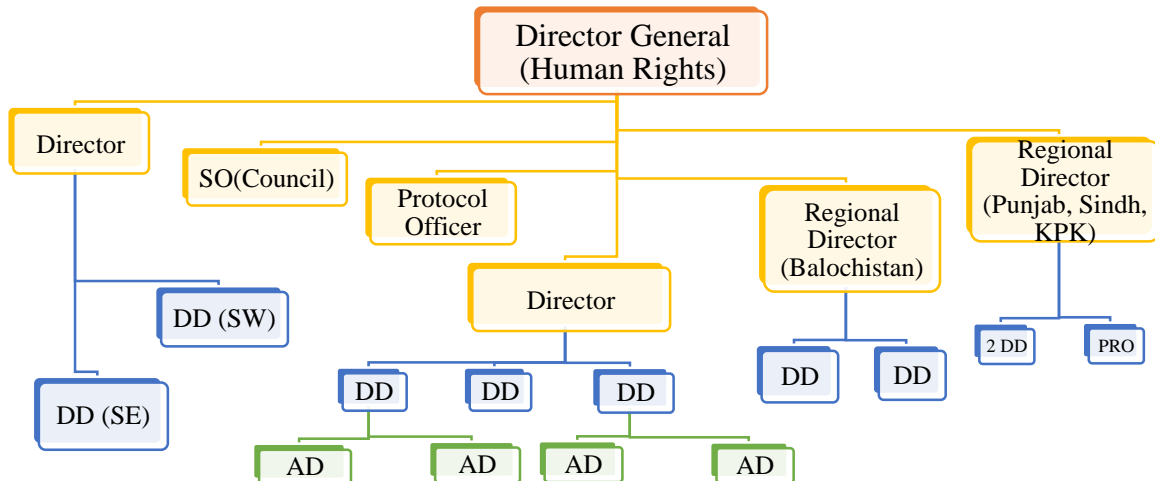 Director General
(Human Rights)
Director
SO(Council)
Protocol
Officer
Director
Regional
Director
(Balochistan)
Regional
Director
(Punjab, Sindh,
KPK)
DD (SW)
DD (SE)
DD
DD
DD
DD
DD
2 DD
PRO
AD
AD
AD
AD